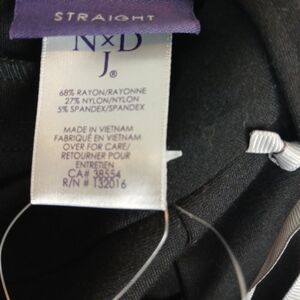 STRAIGHT
NYD
J®
68% RAYON/RAYONNE
27% NYLON/NYLON
5% SPANDEX/SPANDEX
MADE IN VIETNAM
FABRIQUÉ EN VIETNAM
OVER FOR CARE/
RETOURNER POUR
ENTRETIEN
CA# 38554
R/N # 132016